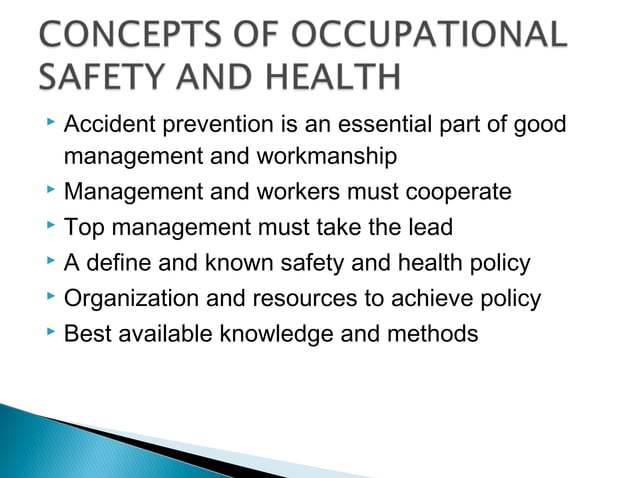 CONCEPTS OF OCCUPATIONAL
SAFETY AND HEALTH
Accident prevention is an essential part of good
management and workmanship
Management and workers must cooperate
Top management must take the lead
A define and known safety and health policy
Organization and resources to achieve policy
Best available knowledge and methods